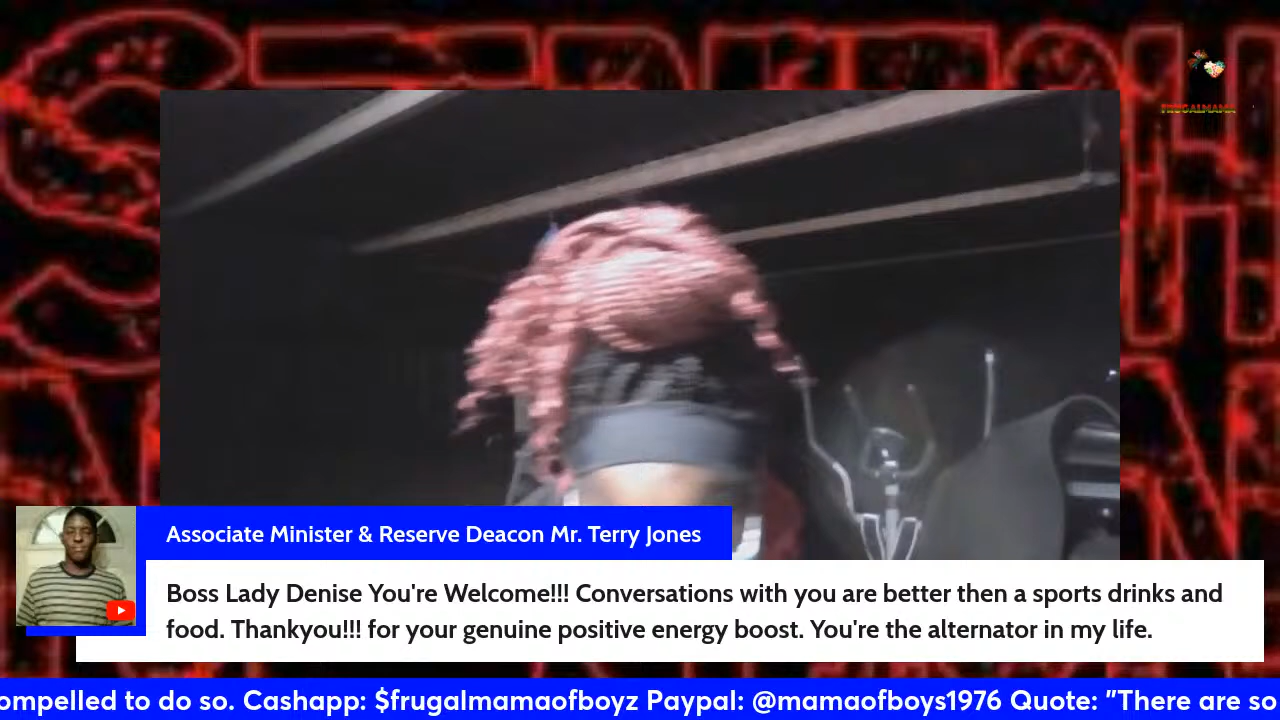 FRUGALMAMA
Associate Minister & Reserve Deacon Mr. Terry Jones
Boss Lady Denise You're Welcome!!! Conversations with you are better then a sports drinks and
food. Thankyou!!! for your genuine positive energy boost. You're the alternator in my life.
ompelled to do so. Cashapp: $frugalmamaofboyz Paypal: @mamaofboys1976 Quote: "There are so